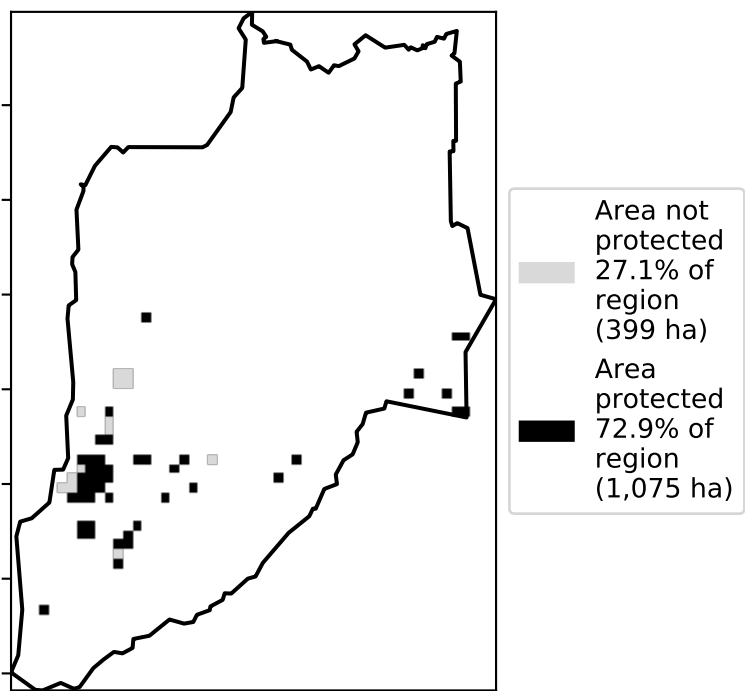 Area not
protected
27.1% of
region
(399 ha)
Area
protected
72.9% of
region
(1,075 ha)